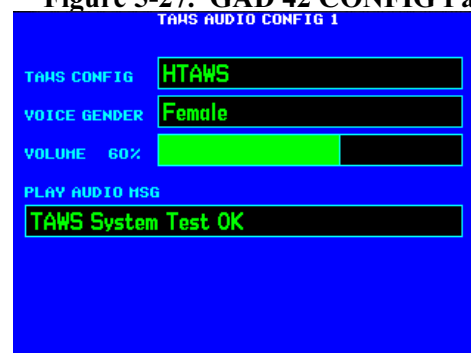 Figure 5-27. GAD 42 CONFIG Pa
TAWS AUDIO CONFIG 1
TAWS CONFIG HTAWS
VOICE GENDER Female
VOLUME 60%
PLAY AUDIO MSG
TAWS System Test OK